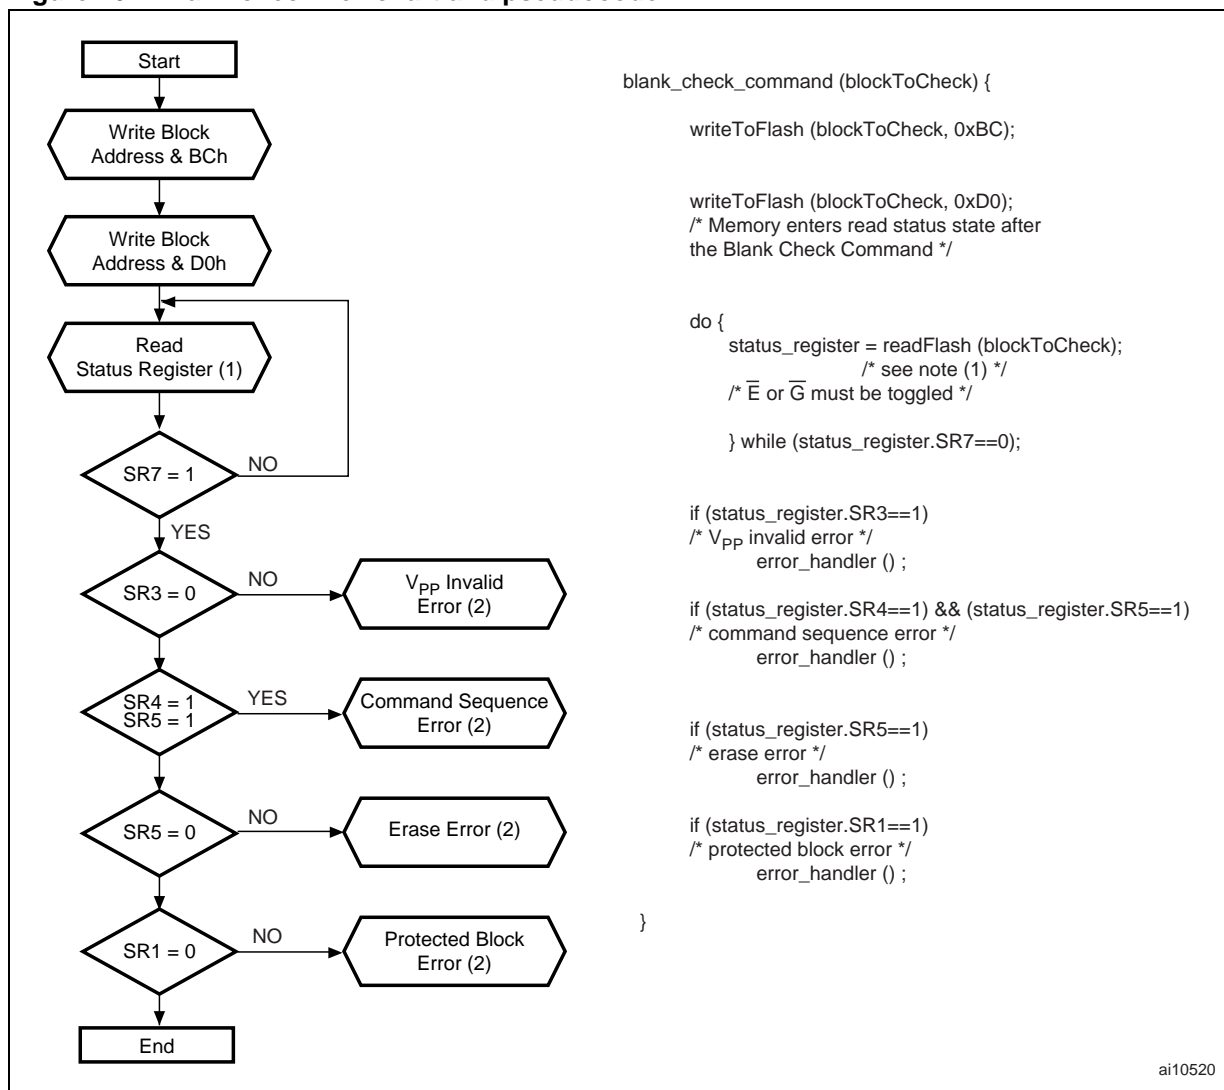 Start
Write Block
Address & BCh
Write Block
Address & D0h
Read
Status Register (1)
SR7 = 1
NO
YES
SR3 = 0
NO
VPP Invalid
Error (2)
SR4 = 1
SR5 = 1
YES
Command Sequence
Error (2)
SR5 = 0
NO
Erase Error (2)
SR1 = 0
NO
Protected Block
Error (2)
End
blank_check_command (blockToCheck) {
writeToFlash (blockToCheck, 0xBC);
writeToFlash (blockToCheck, 0xD0);
/* Memory enters read status state after
the Blank Check Command */
do {
status_register = readFlash (blockToCheck);
/* see note (1) */
/* E̅ or G̅ must be toggled */
} while (status_register.SR7==0);
if (status_register.SR3==1)
/* VPP invalid error */
error_handler () ;
if (status_register.SR4==1) && (status_register.SR5==1)
/* command sequence error */
error_handler () ;
if (status_register.SR5==1)
/* erase error */
error_handler () ;
if (status_register.SR1==1)
/* protected block error */
error_handler () ;
}
ai10520